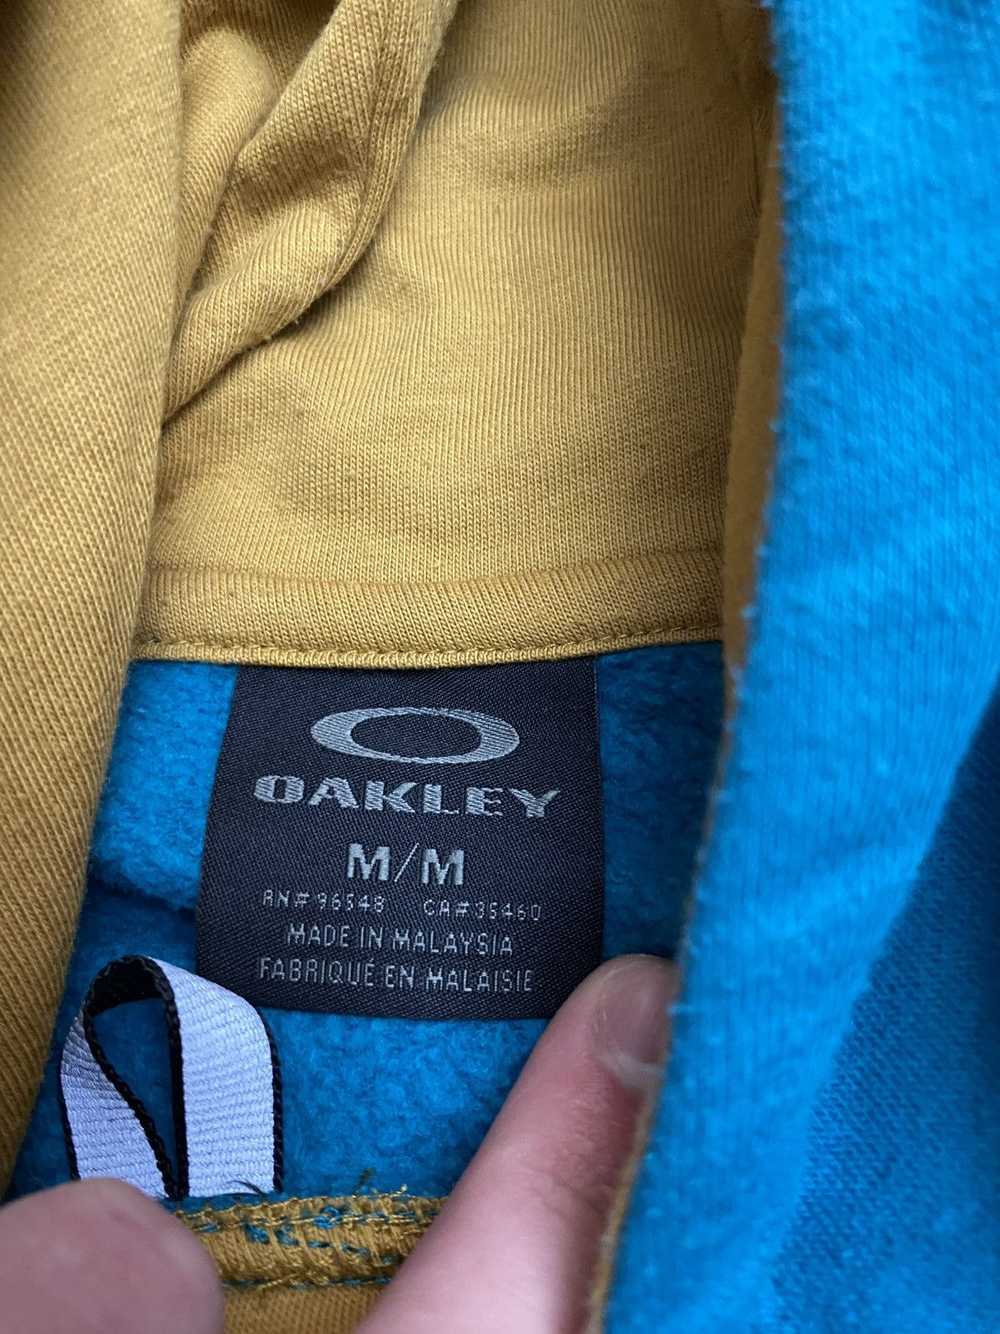 OAKLEY
M/M
RN#96548 CA#35460
MADE IN MALAYSIA
FABRIQUÉ EN MALAISIE